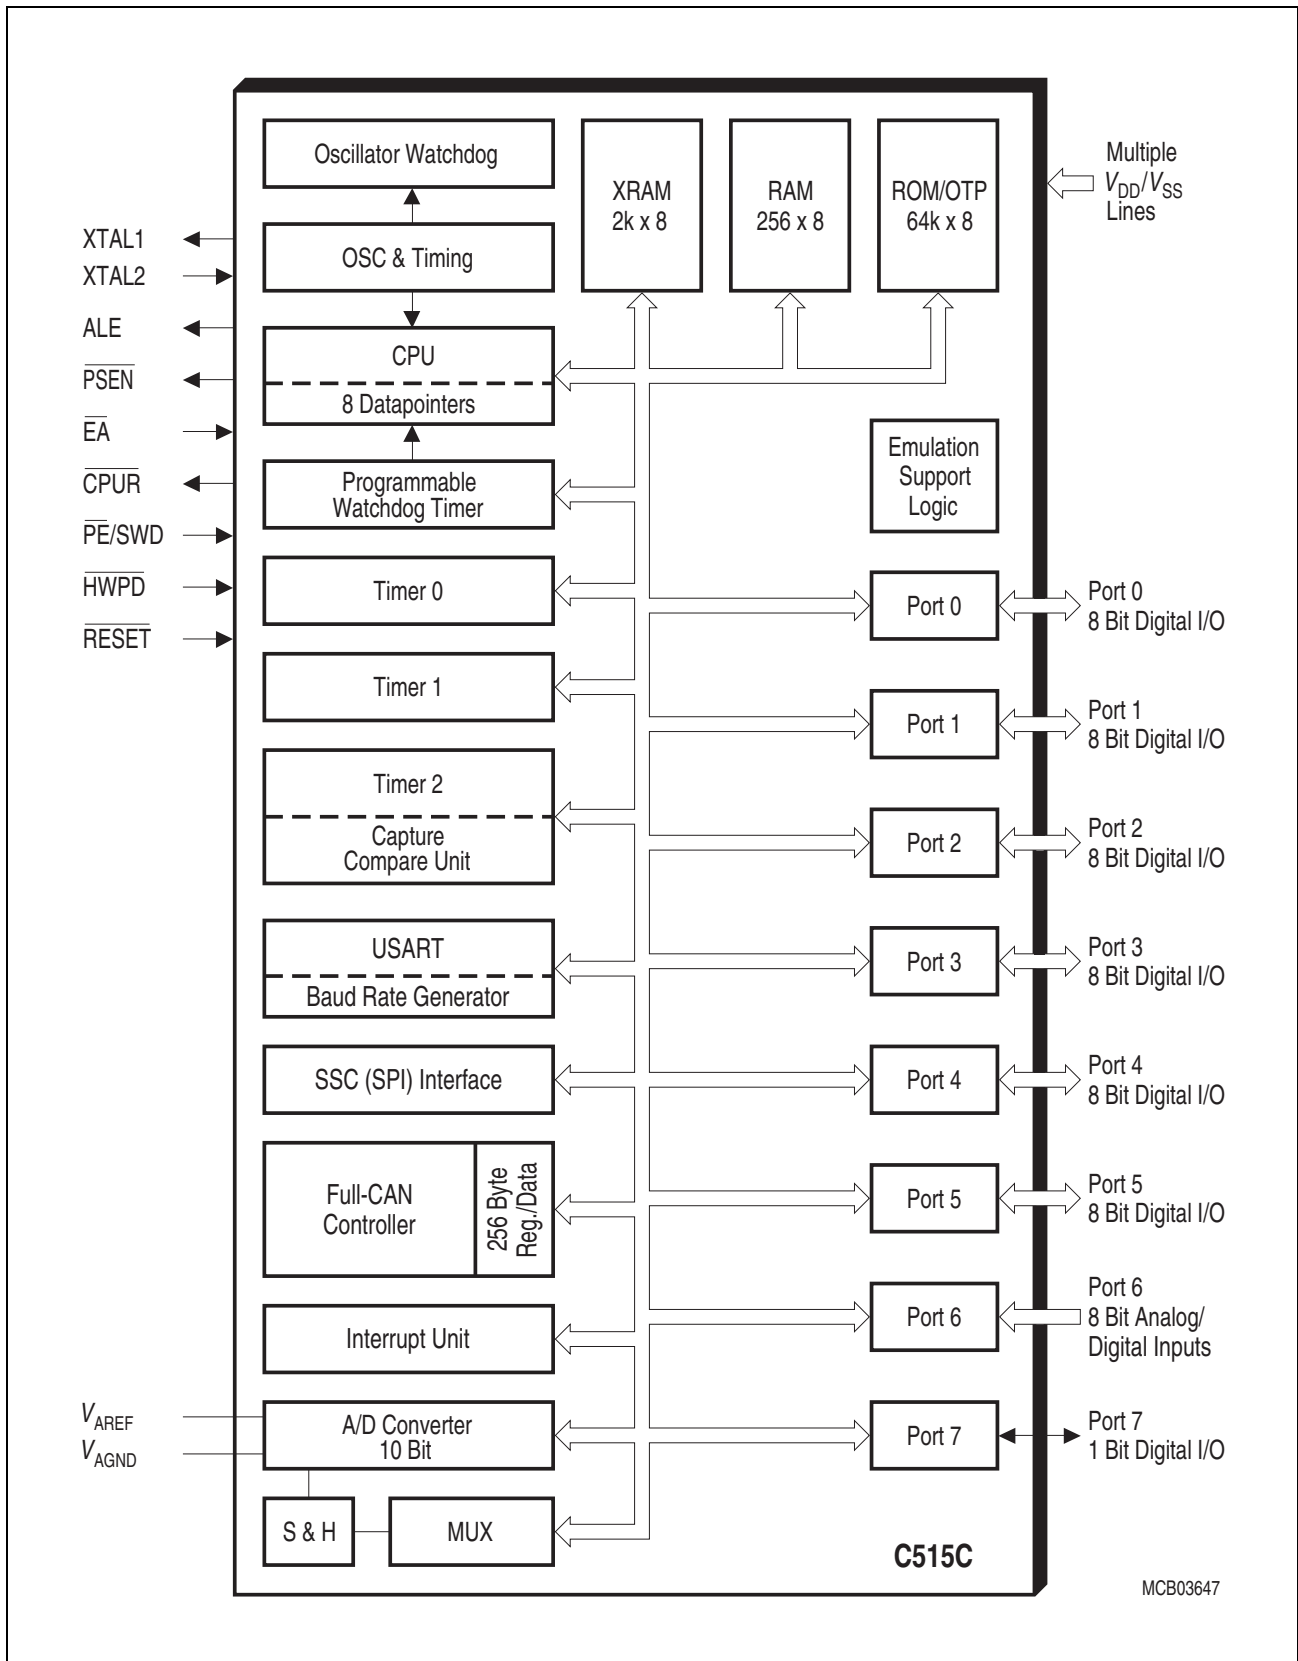 Oscillator Watchdog
OSC & Timing
CPU
8 Datapointers
Programmable
Watchdog Timer
Timer 0
Timer 1
Timer 2
Capture
Compare Unit
USART
Baud Rate Generator
SSC (SPI) Interface
Full-CAN
Controller
256 Byte
Reg./Data
Interrupt Unit
A/D Converter
10 Bit
S & H
MUX
XRAM
2k x 8
RAM
256 x 8
ROM/OTP
64k x 8
Emulation
Support
Logic
Port 0
Port 1
Port 2
Port 3
Port 4
Port 5
Port 6
Port 7
C515C
XTAL1
XTAL2
ALE
PSEN
EA
CPUR
PE/SWD
HWPD
RESET
VAREF
VAGND
Multiple
VDD/VSS
Lines
Port 0
8 Bit Digital I/O
Port 1
8 Bit Digital I/O
Port 2
8 Bit Digital I/O
Port 3
8 Bit Digital I/O
Port 4
8 Bit Digital I/O
Port 5
8 Bit Digital I/O
Port 6
8 Bit Analog/
Digital Inputs
Port 7
1 Bit Digital I/O
MCB03647